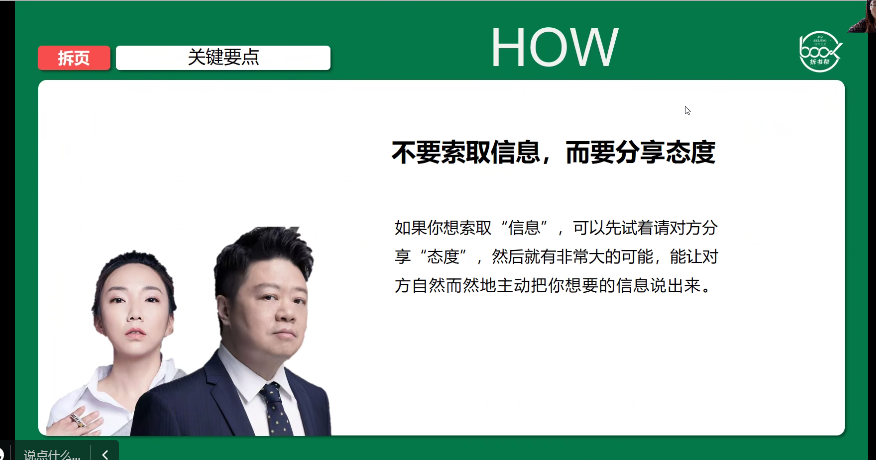 HOW
拆页
关键要点
book
拆书帮
不要索取信息，而要分享态度
如果你想索取“信息”，可以先试着请对方分
享“态度”，然后就有非常大的可能，能让对
方自然而然地主动把你想要的信息说出来。
说点什么...